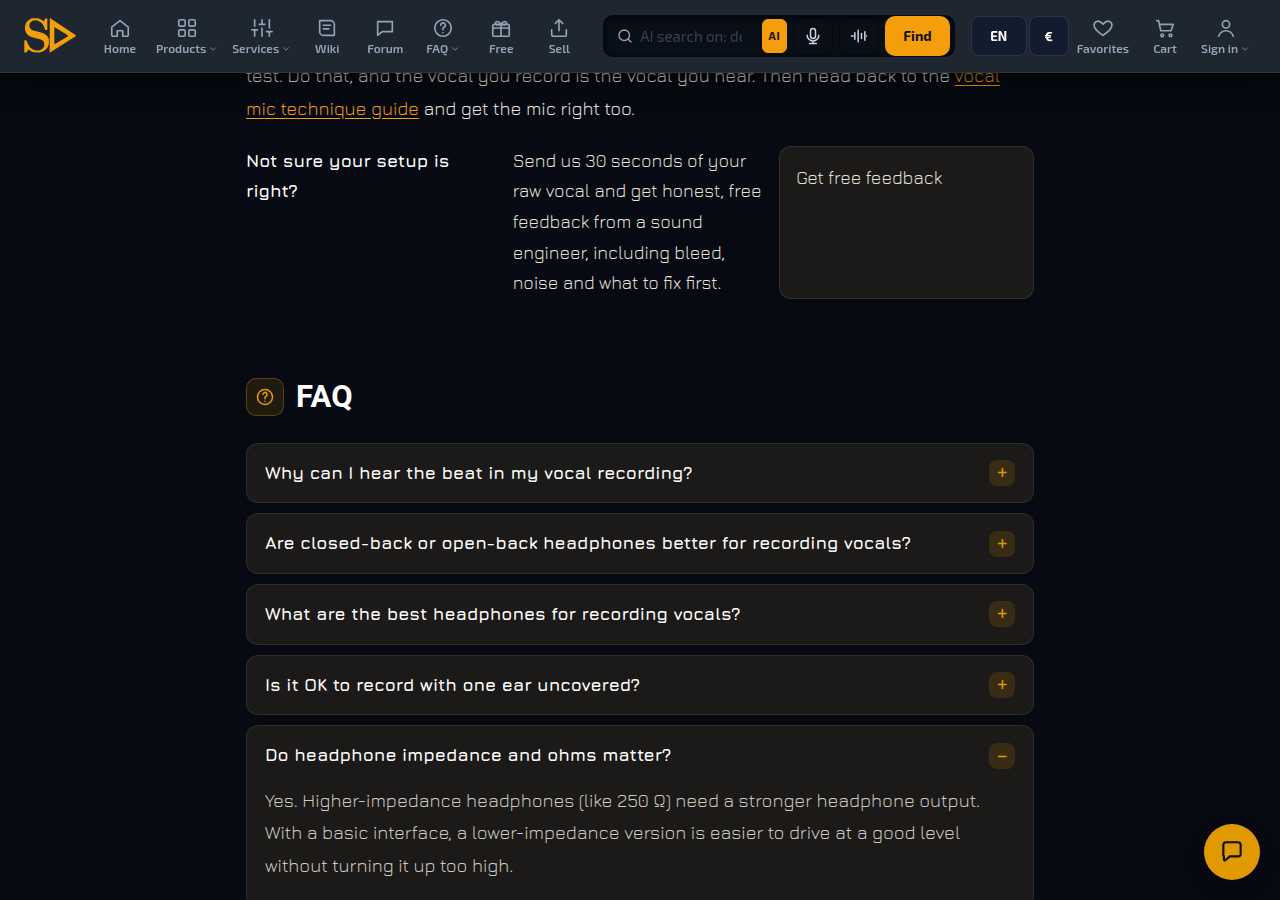 SD
Home
Products
Services
Wiki
Forum
FAQ
Free
Sell
AI search on: de
AI
Find
EN
€
Favorites
Cart
Sign in
test. Do that, and the vocal you record is the vocal you hear. Then head back to the vocal
mic technique guide and get the mic right too.
Not sure your setup is
right?
Send us 30 seconds of your
raw vocal and get honest, free
feedback from a sound
engineer, including bleed,
noise and what to fix first.
Get free feedback
FAQ
Why can I hear the beat in my vocal recording?
Are closed-back or open-back headphones better for recording vocals?
What are the best headphones for recording vocals?
Is it OK to record with one ear uncovered?
Do headphone impedance and ohms matter?
Yes. Higher-impedance headphones (like 250 Ω) need a stronger headphone output.
With a basic interface, a lower-impedance version is easier to drive at a good level
without turning it up too high.